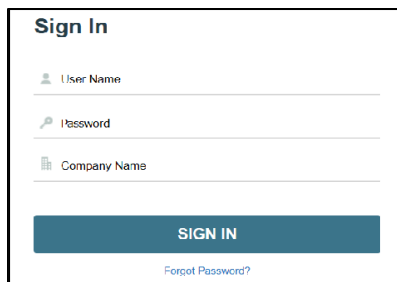 Sign In
User Name
Password
Company Name
SIGN IN
Forgot Password?